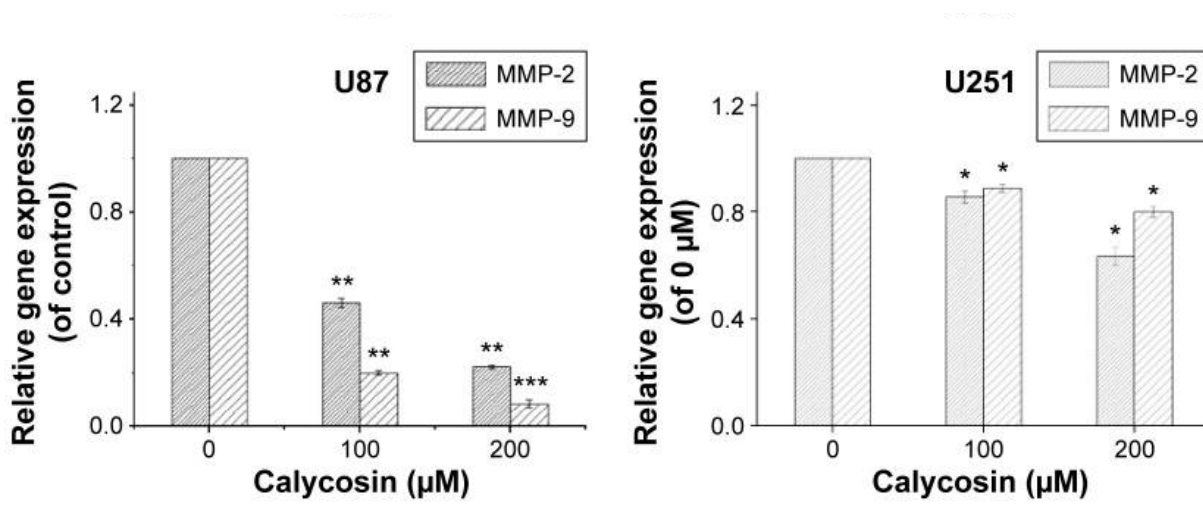 U87
MMP-2
MMP-9
Relative gene expression
(of control)
1.2
0.8
0.4
0.0
**
**
**
***
0
100
200
Calycosin (μM)
U251
MMP-2
MMP-9
Relative gene expression
(of 0 μM)
1.2
0.8
0.4
0.0
*
*
*
*
0
100
200
Calycosin (μM)